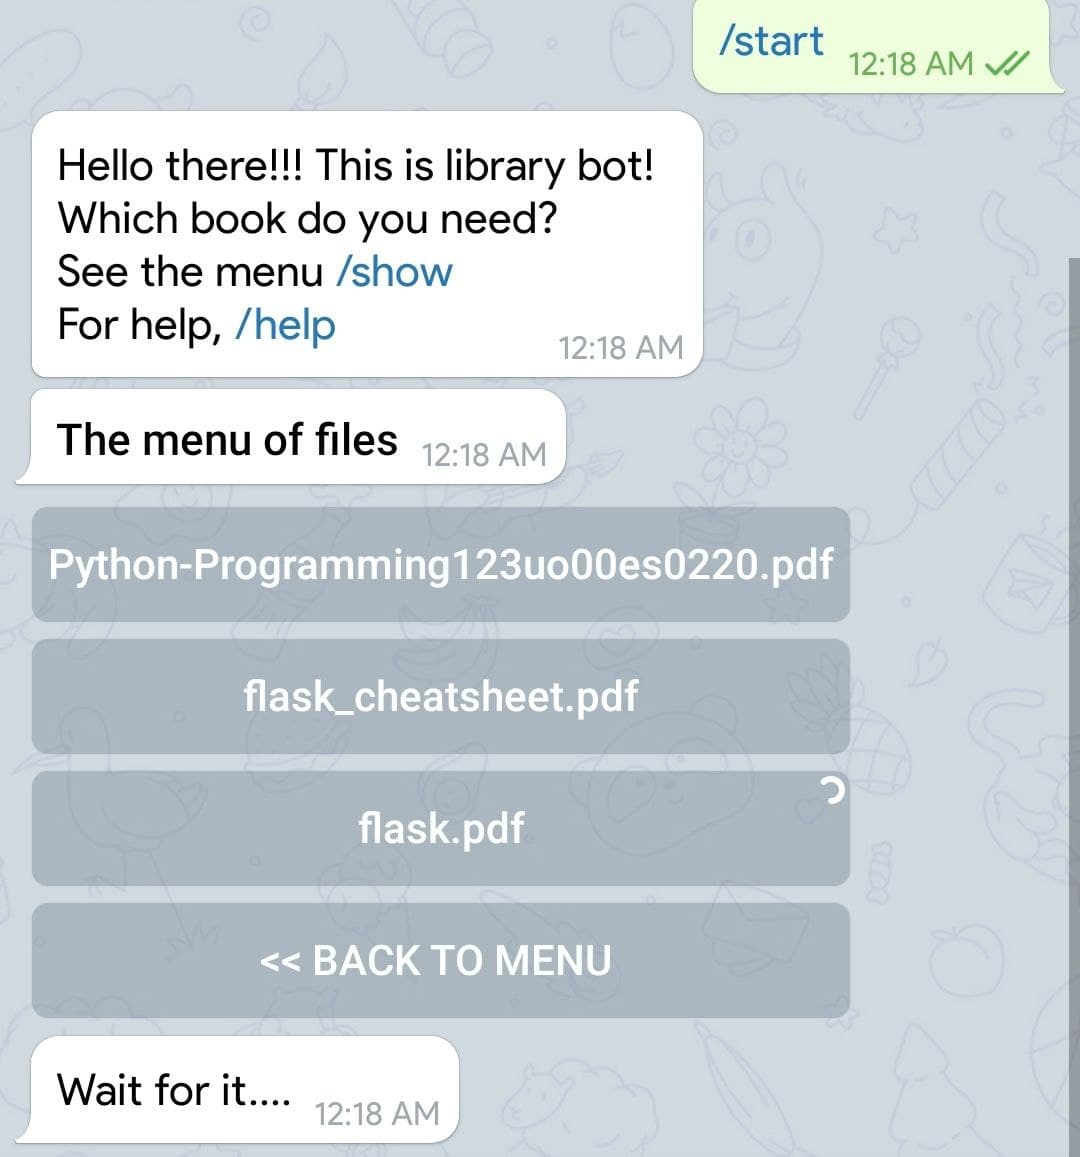 /start
12:18 AM
Hello there!!! This is library bot!
Which book do you need?
See the menu /show
For help, /help
12:18 AM
The menu of files 12:18 AM
Python-Programming123uo00es0220.pdf
flask_cheatsheet.pdf
flask.pdf
<< BACK TO MENU
Wait for it.... 12:18 AM